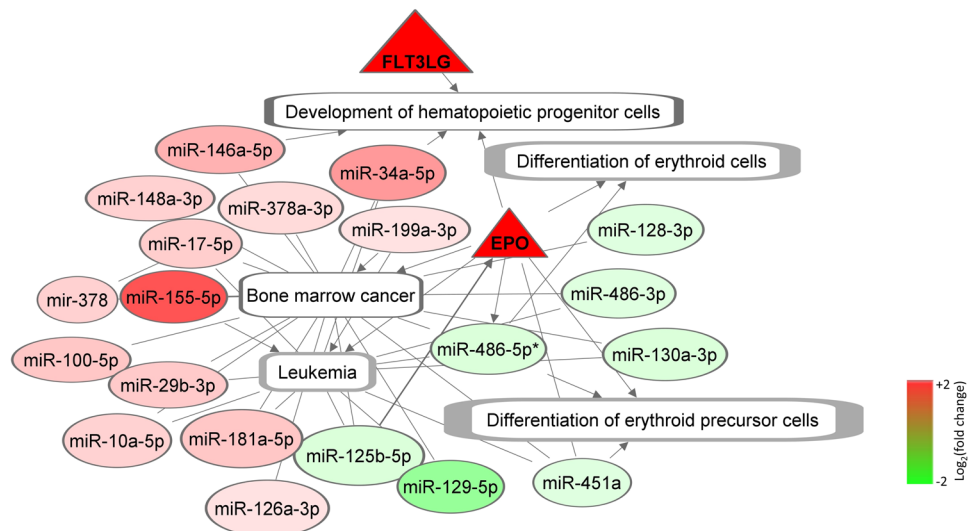 FLT3LG
Development of hematopoietic progenitor cells
miR-146a-5p
Differentiation of erythroid cells
miR-34a-5p
miR-148a-3p
miR-378a-3p
miR-199a-3p
miR-128-3p
miR-17-5p
EPO
mir-378
miR-155-5p
Bone marrow cancer
miR-486-3p
miR-486-5p*
miR-130a-3p
miR-100-5p
Leukemia
miR-29b-3p
Differentiation of erythroid precursor cells
miR-10a-5p
miR-181a-5p
miR-125b-5p
miR-129-5p
miR-451a
miR-126a-3p
+2
-2
Log2(fold change)